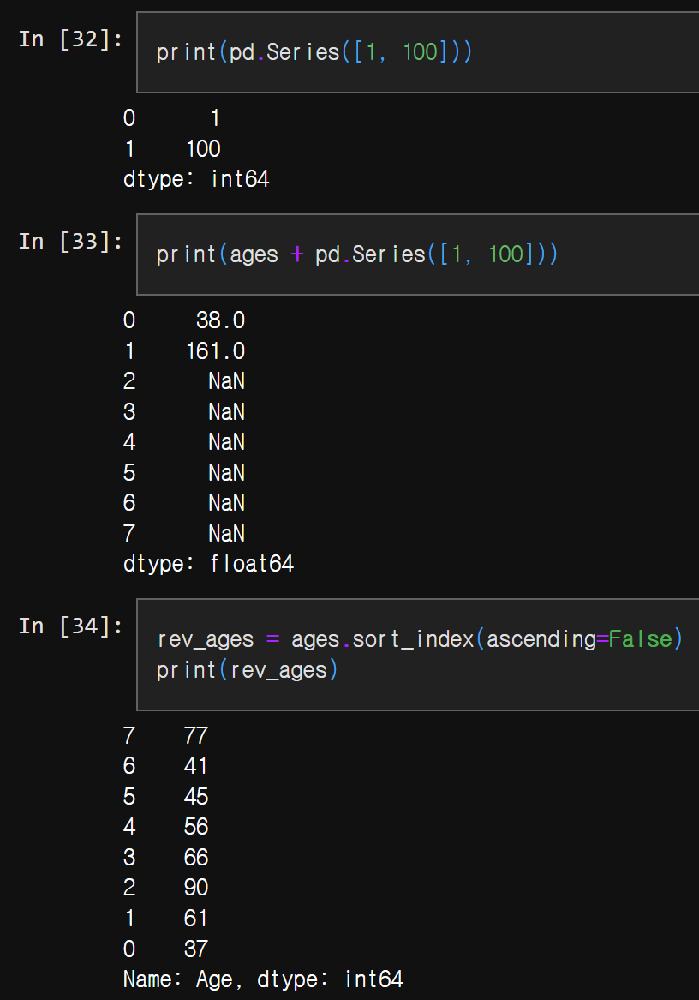 In [32]: print(pd.Series([1, 100]))
0      1
1    100
dtype: int64
In [33]: print(ages + pd.Series([1, 100]))
0     38.0
1    161.0
2      NaN
3      NaN
4      NaN
5      NaN
6      NaN
7      NaN
dtype: float64
In [34]: rev_ages = ages.sort_index(ascending=False)
print(rev_ages)
7    77
6    41
5    45
4    56
3    66
2    90
1    61
0    37
Name: Age, dtype: int64